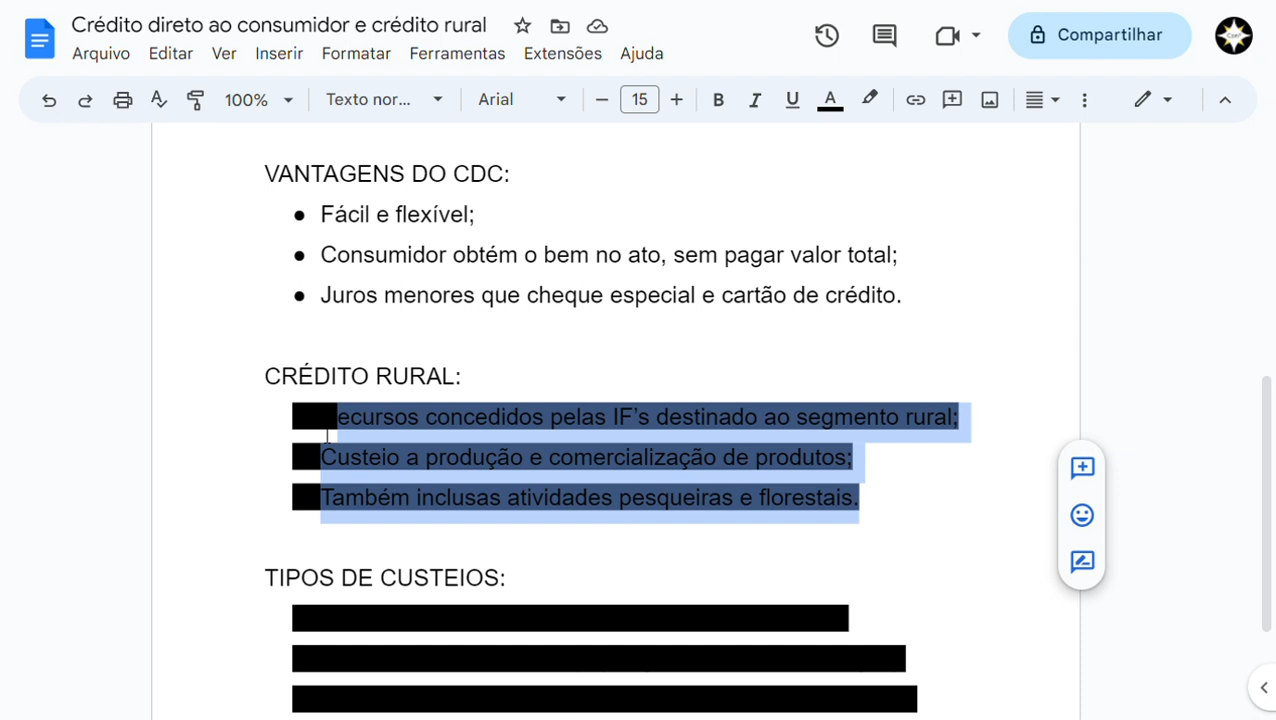 Crédito direto ao consumidor e crédito rural
Arquivo Editar Ver Inserir Formatar Ferramentas Extensões Ajuda
Compartilhar
100% Texto nor... Arial 15 B I U A
VANTAGENS DO CDC:
● Fácil e flexível;
● Consumidor obtém o bem no ato, sem pagar valor total;
● Juros menores que cheque especial e cartão de crédito.
CRÉDITO RURAL:
ecursos concedidos pelas IF's destinado ao segmento rural;
Custeio a produção e comercialização de produtos;
Também inclusas atividades pesqueiras e florestais.
TIPOS DE CUSTEIOS: